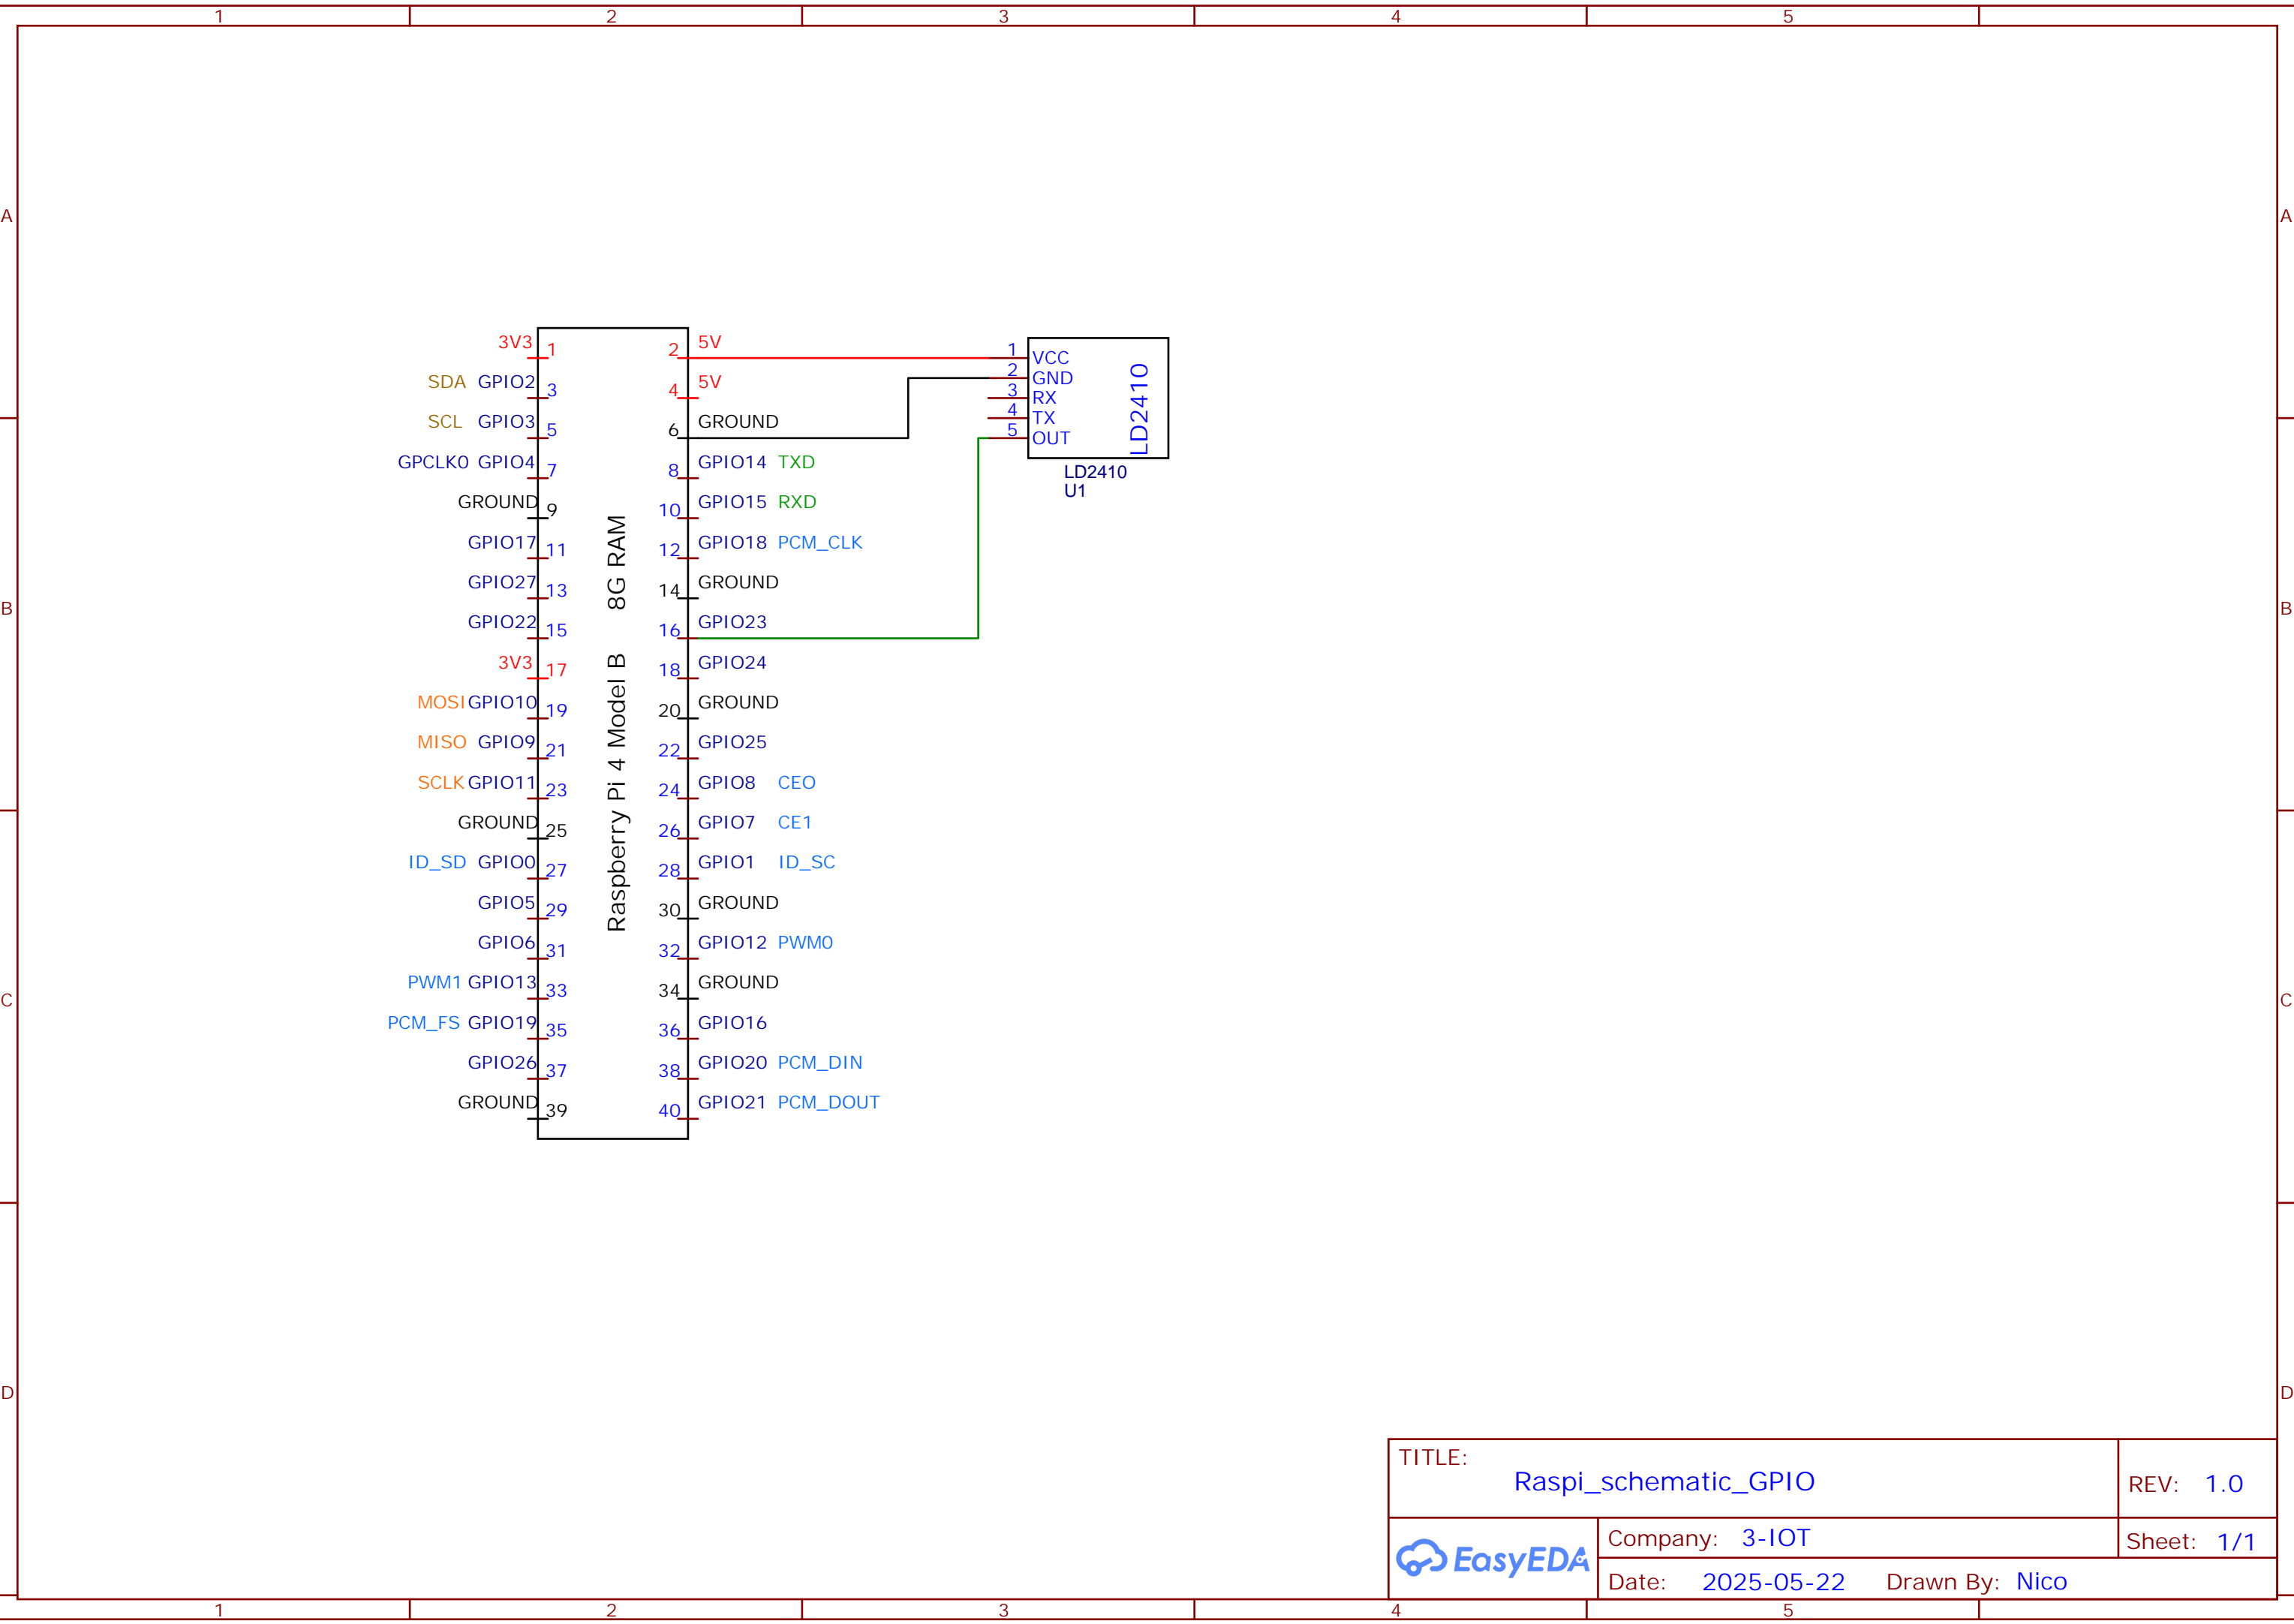 1 2 3 4 5
A A
3V3 1 2 5V
SDA GPIO2 3 4 5V
SCL GPIO3 5 6 GROUND
GPCLK0 GPIO4 7 8 GPIO14 TXD
GROUND 9 10 GPIO15 RXD
GPIO17 11 12 GPIO18 PCM_CLK
GPIO27 13 14 GROUND
GPIO22 15 16 GPIO23
3V3 17 18 GPIO24
MOSI GPIO10 19 20 GROUND
MISO GPIO9 21 22 GPIO25
SCLK GPIO11 23 24 GPIO8 CEO
GROUND 25 26 GPIO7 CE1
ID_SD GPIO0 27 28 GPIO1 ID_SC
GPIO5 29 30 GROUND
GPIO6 31 32 GPIO12 PWM0
PWM1 GPIO13 33 34 GROUND
PCM_FS GPIO19 35 36 GPIO16
GPIO26 37 38 GPIO20 PCM_DIN
GROUND 39 40 GPIO21 PCM_DOUT
Raspberry Pi 4 Model B 8G RAM
1 VCC
2 GND
3 RX
4 TX
5 OUT
LD2410
LD2410
U1
B B
C C
D D
TITLE:
Raspi_schematic_GPIO
REV: 1.0
EasyEDA
Company: 3-IOT
Sheet: 1/1
Date: 2025-05-22 Drawn By: Nico
1 2 3 4 5